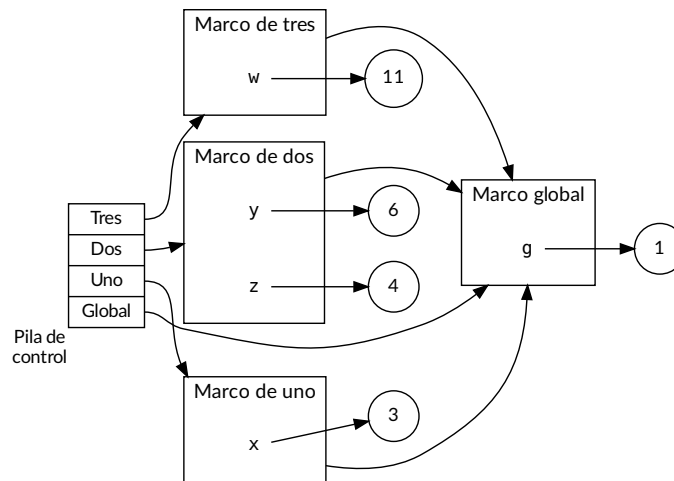 Marco de tres
w
11
Marco de dos
y
6
z
4
Marco global
g
1
Tres
Dos
Uno
Global
Pila de
control
Marco de uno
x
3